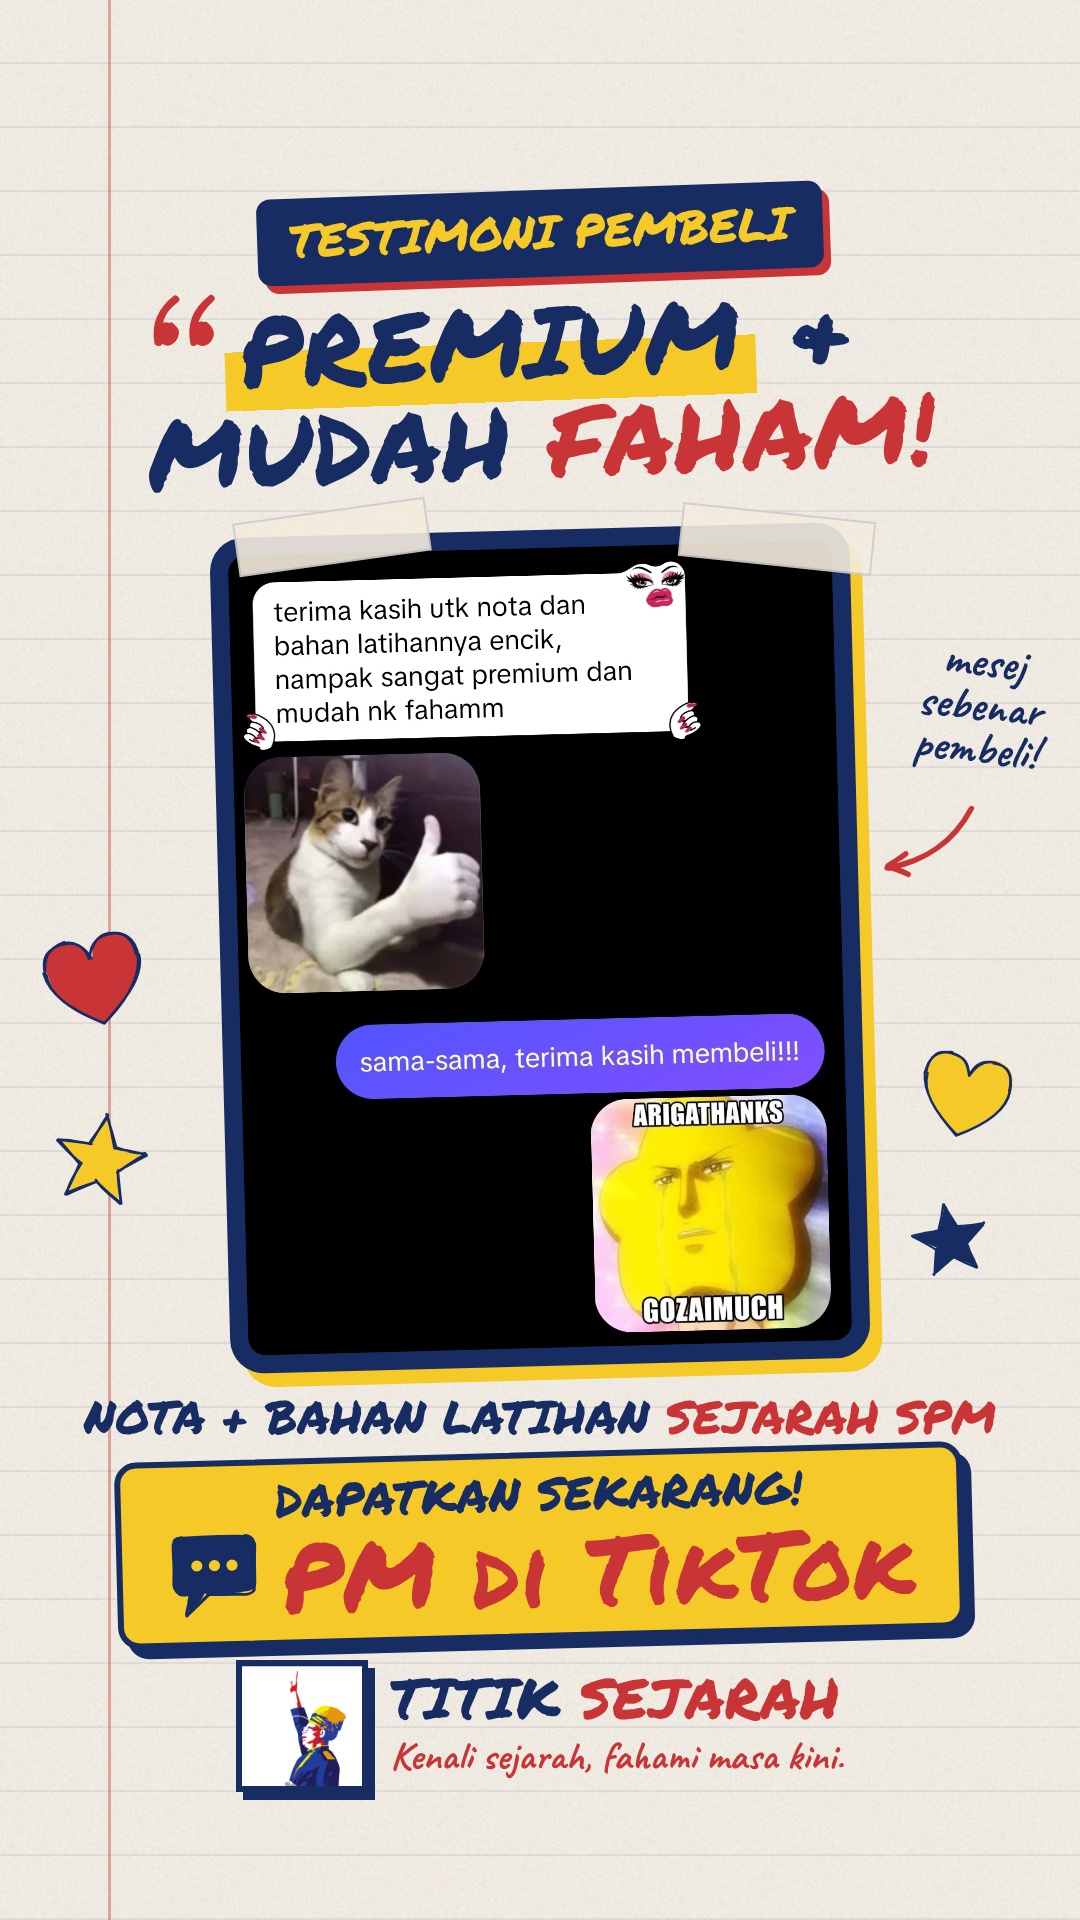 TESTIMONI PEMBELI
“PREMIUM +
MUDAH FAHAM!
terima kasih utk nota dan
bahan latihannya encik,
nampak sangat premium dan
mudah nk fahamm
mesej
sebenar
pembeli!
sama-sama, terima kasih membeli!!!
ARIGATHANKS
GOZAIMUCH
NOTA + BAHAN LATIHAN SEJARAH SPM
DAPATKAN SEKARANG!
PM DI TIKTOK
TITIK SEJARAH
Kenali sejarah, fahami masa kini.